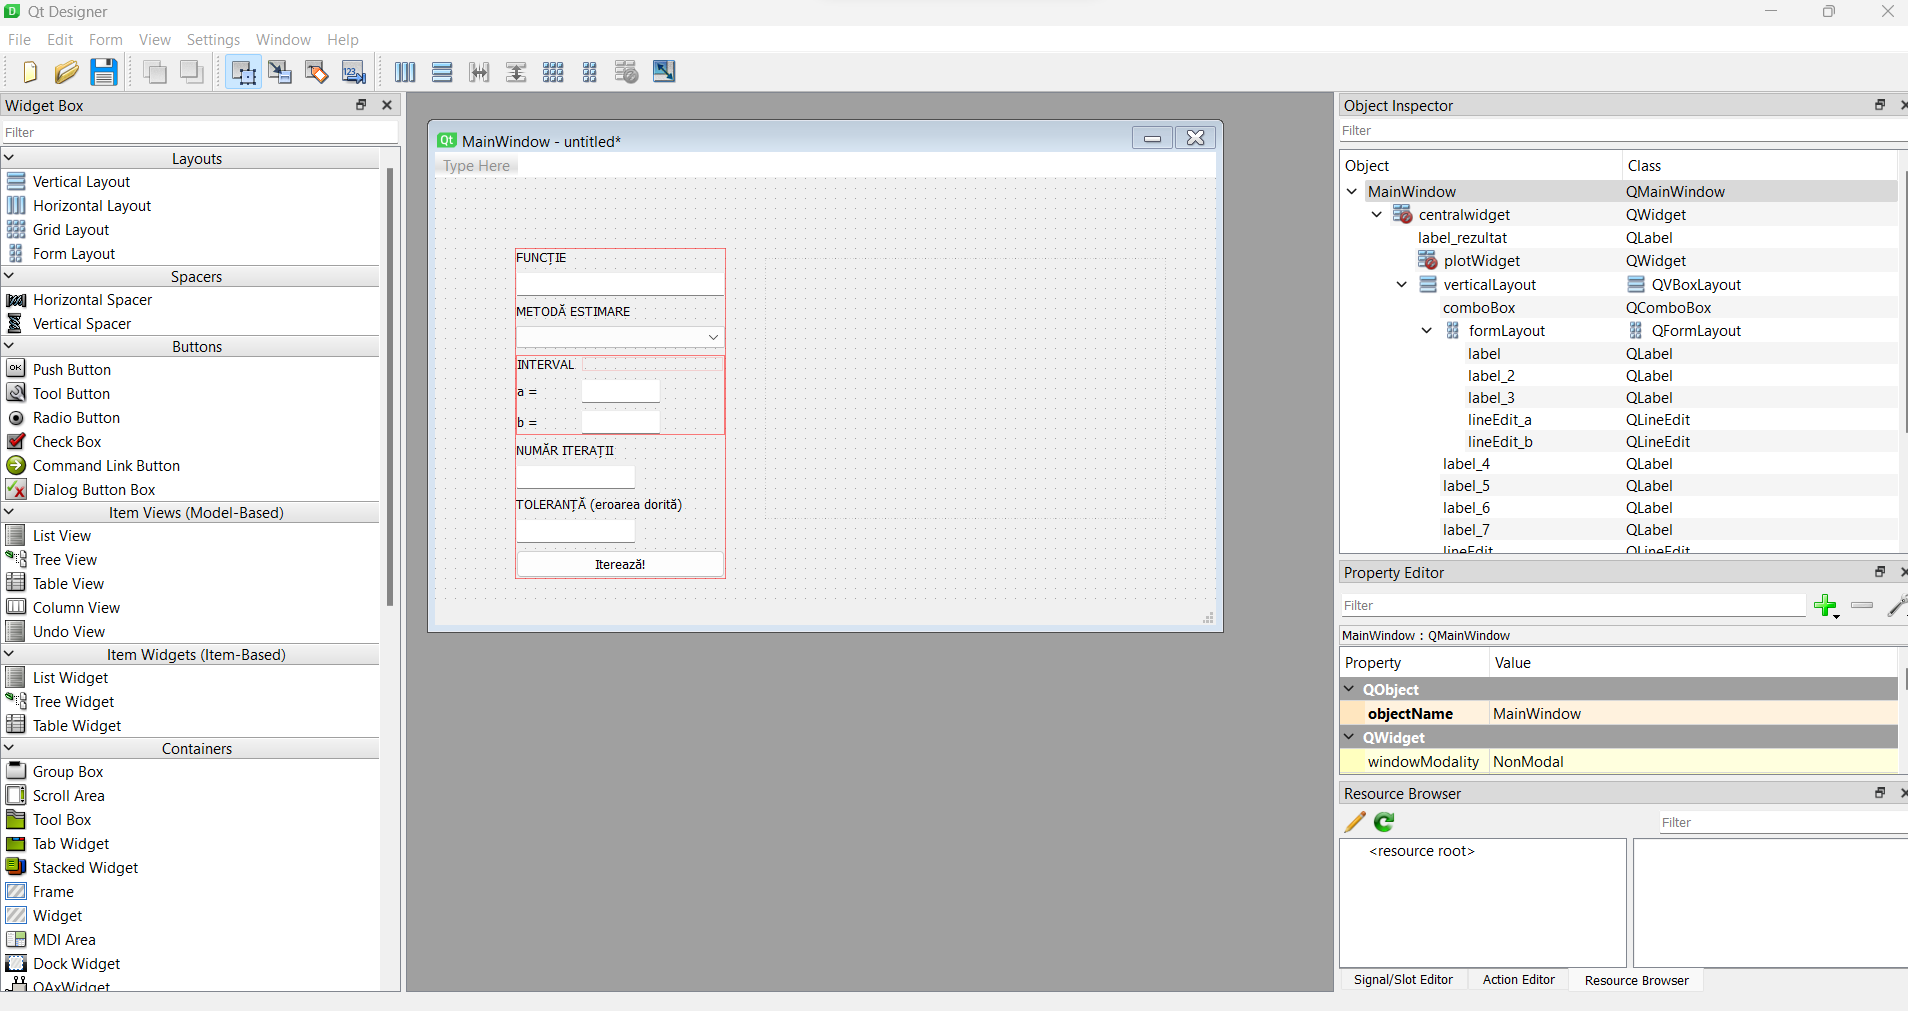 Qt Designer
File Edit Form View Settings Window Help
Widget Box
Filter
Layouts
Vertical Layout
Horizontal Layout
Grid Layout
Form Layout
Spacers
Horizontal Spacer
Vertical Spacer
Buttons
OK Push Button
Tool Button
Radio Button
Check Box
Command Link Button
Dialog Button Box
Item Views (Model-Based)
List View
Tree View
Table View
Column View
Undo View
Item Widgets (Item-Based)
List Widget
Tree Widget
Table Widget
Containers
Group Box
Scroll Area
Tool Box
Tab Widget
Stacked Widget
Frame
Widget
MDI Area
Dock Widget
QAxWidget
Qt MainWindow - untitled*
Type Here
FUNCȚIE
METODĂ ESTIMARE
INTERVAL
a =
b =
NUMĂR ITERAȚII
TOLERANȚĂ (eroarea dorită)
Iterează!
Object Inspector
Filter
Object Class
MainWindow QMainWindow
centralwidget QWidget
label_rezultat QLabel
plotWidget QWidget
verticalLayout QVBoxLayout
comboBox QComboBox
formLayout QFormLayout
label QLabel
label_2 QLabel
label_3 QLabel
lineEdit_a QLineEdit
lineEdit_b QLineEdit
label_4 QLabel
label_5 QLabel
label_6 QLabel
label_7 QLabel
lineEdit QLineEdit
Property Editor
Filter
MainWindow : QMainWindow
Property Value
QObject
objectName MainWindow
QWidget
windowModality NonModal
Resource Browser
Filter
<resource root>
Signal/Slot Editor Action Editor Resource Browser